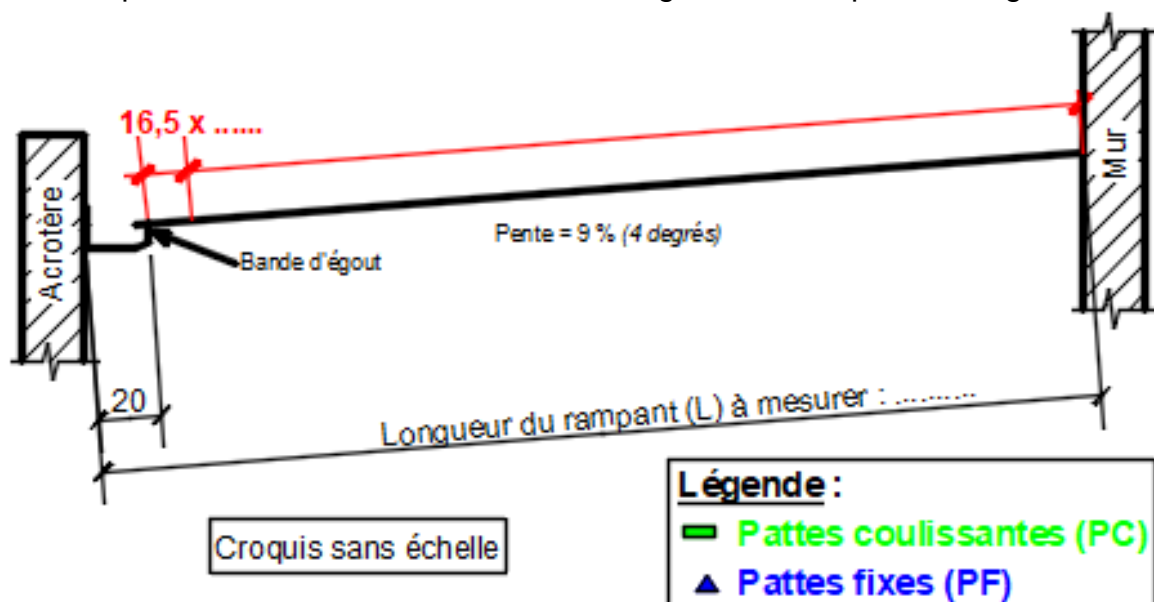 16,5 x ......
Acrotère
Mur
Pente = 9 % (4 degrés)
Bande d'égout
20
Longueur du rampant (L) à mesurer : .........
Croquis sans échelle
Légende :
Pattes coulissantes (PC)
Pattes fixes (PF)